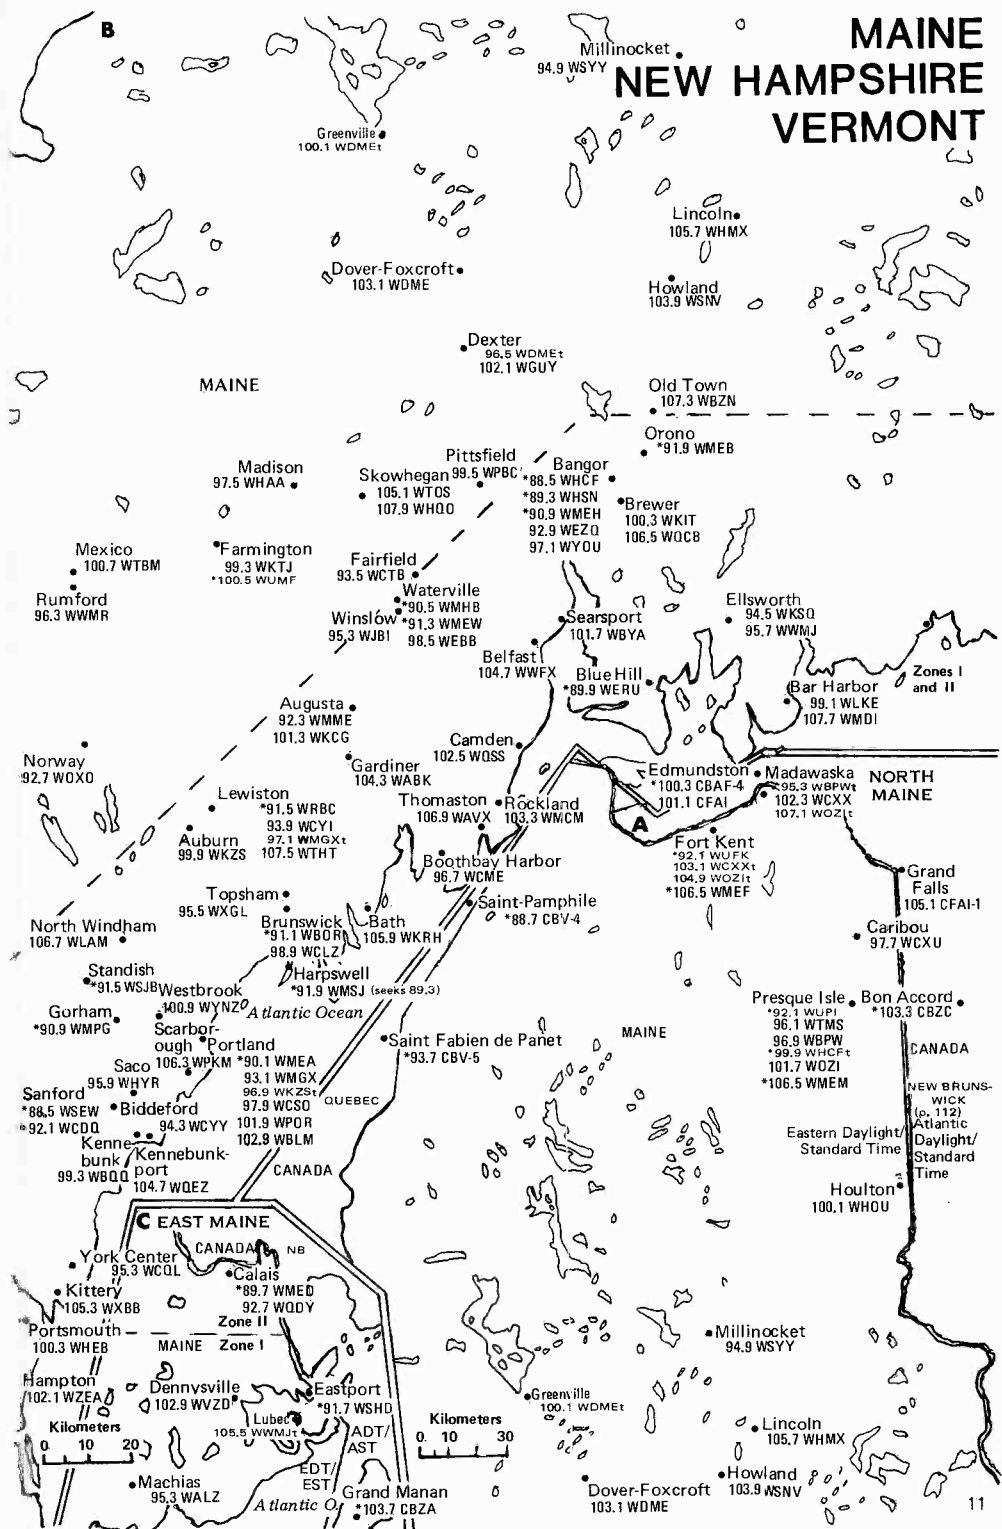 B
MAINE
NEW HAMPSHIRE
VERMONT
Millinocket
94.9 WSYY
Greenville
100.1 WDMEt
Lincoln
105.7 WHMX
Dover-Foxcroft
103.1 WDME
Howland
103.9 WSNV
Dexter
96.5 WDMEt
102.1 WGUY
MAINE
Old Town
107.3 WBZN
Orono
*91.9 WMEB
Madison
97.5 WHAA
Skowhegan
105.1 WTOS
107.9 WHQO
Pittsfield
99.5 WPBC
Bangor
*88.5 WHCF
*89.3 WHSN
*90.9 WMEH
92.9 WEZQ
97.1 WYOU
Brewer
100.3 WKIT
106.5 WQCB
Mexico
100.7 WTBM
Rumford
96.3 WWMR
Farmington
99.3 WKTJ
*100.5 WUMF
Fairfield
93.5 WCTB
Waterville
*90.5 WMHB
*91.3 WMEW
98.5 WEBB
Winslow
95.3 WJBI
Searsport
101.7 WBYA
Belfast
104.7 WWFX
Ellsworth
94.5 WKSQ
95.7 WWMJ
Blue Hill
*89.9 WERU
Zones I
and II
Bar Harbor
99.1 WLKE
107.7 WMDI
Augusta
92.3 WMME
101.3 WKCG
Camden
102.5 WQSS
Gardiner
104.3 WABK
Norway
92.7 WOXO
Lewiston
*91.5 WRBC
93.9 WCYI
97.1 WMGXt
107.5 WTHT
Auburn
99.9 WKZS
Thomaston
106.9 WAVX
Rockland
103.3 WMCM
Edmundston
*100.3 CBAF-4
101.1 CFAI
A
Madawaska
*95.3 WBPWt
102.3 WCXX
107.1 WOZIt
NORTH
MAINE
Fort Kent
*92.1 WUFK
103.1 WCXXt
104.9 WOZIt
*106.5 WMEF
Boothbay Harbor
96.7 WCME
Grand
Falls
105.1 CFAI-1
Topsham
95.5 WXGL
Saint-Pamphile
*88.7 CBV-4
Brunswick
*91.1 WBOR
98.9 WCLZ
Bath
105.9 WKRH
North Windham
106.7 WLAM
Caribou
97.7 WCXU
Standish
*91.5 WSJB
Harpswell
*91.9 WMSJ (seeks 89.3)
Westbrook
100.9 WYNZ
Atlantic Ocean
Gorham
*90.9 WMPG
Scarbor-
ough
106.3 WPKM
Portland
*90.1 WMEA
93.1 WMGX
96.9 WKZSt
97.9 WCSO
101.9 WPOR
102.8 WBLM
Saint Fabien de Panet
*93.7 CBV-5
MAINE
Presque Isle
*92.1 WUPI
96.1 WTMS
96.9 WBPW
*99.9 WHCFt
101.7 WOZI
*106.5 WMEM
Bon Accord
*103.3 CBZC
Saco
95.9 WHYR
Sanford
*88.5 WSEW
*92.1 WCDQ
Biddeford
94.3 WCYY
QUEBEC
CANADA
NEW BRUNS-
WICK
(p. 112)
Eastern Daylight/
Standard Time
Atlantic
Daylight/
Standard
Time
Kenne-
bunk
99.3 WBQQ
Kennebunk-
port
104.7 WQEZ
CANADA
Houlton
100.1 WHOU
C EAST MAINE
CANADA
NB
York Center
95.3 WCQL
Calais
*89.7 WMED
92.7 WQDY
Kittery
105.3 WXBB
Zone II
Portsmouth
100.3 WHEB
MAINE
Zone I
Millinocket
94.9 WSYY
Hampton
102.1 WZEA
Dennysville
102.9 WVZD
Eastport
*91.7 WSHD
Greenville
100.1 WDMEt
Lubec
105.5 WWMJt
Kilometers
0 10 20
ADT/
AST
Kilometers
0 10 30
Lincoln
105.7 WHMX
Machias
95.3 WALZ
EDT/
EST
Atlantic O.
Grand Manan
*103.7 CBZA
Dover-Foxcroft
103.1 WDME
Howland
103.9 WSNV
11